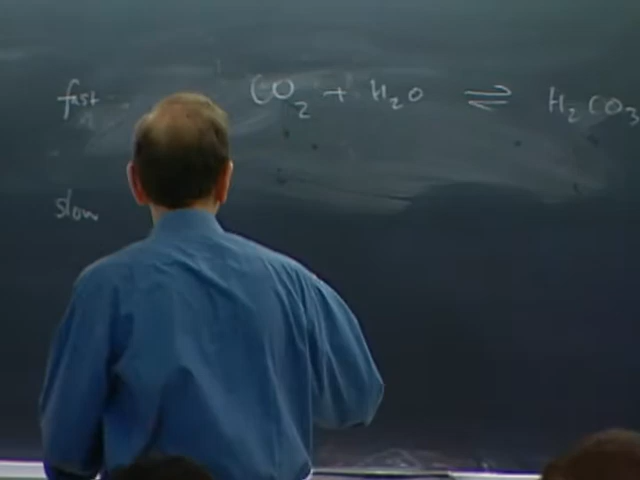 fast CO₂ + H₂O ⇌ H₂CO₃
slow